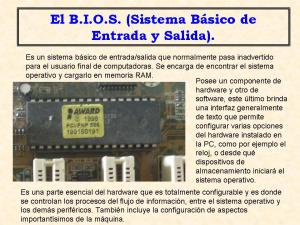 El B.I.O.S. (Sistema Básico de
Entrada y Salida).
Es un sistema básico de entrada/salida que normalmente pasa inadvertido
para el usuario final de computadoras. Se encarga de encontrar el sistema
operativo y cargarlo en memoria RAM.
Posee un componente de
hardware y otro de
software, este último brinda
una interfaz generalmente
de texto que permite
configurar varias opciones
del hardware instalado en
la PC, como por ejemplo el
reloj, o desde qué
dispositivos de
almacenamiento iniciará el
sistema operativo.
AWARD
© 1998
PCI/PNP 586
190150191
Es una parte esencial del hardware que es totalmente configurable y es donde
se controlan los procesos del flujo de información, entre el sistema operativo y
los demás periféricos. También incluye la configuración de aspectos
importantísimos de la máquina.